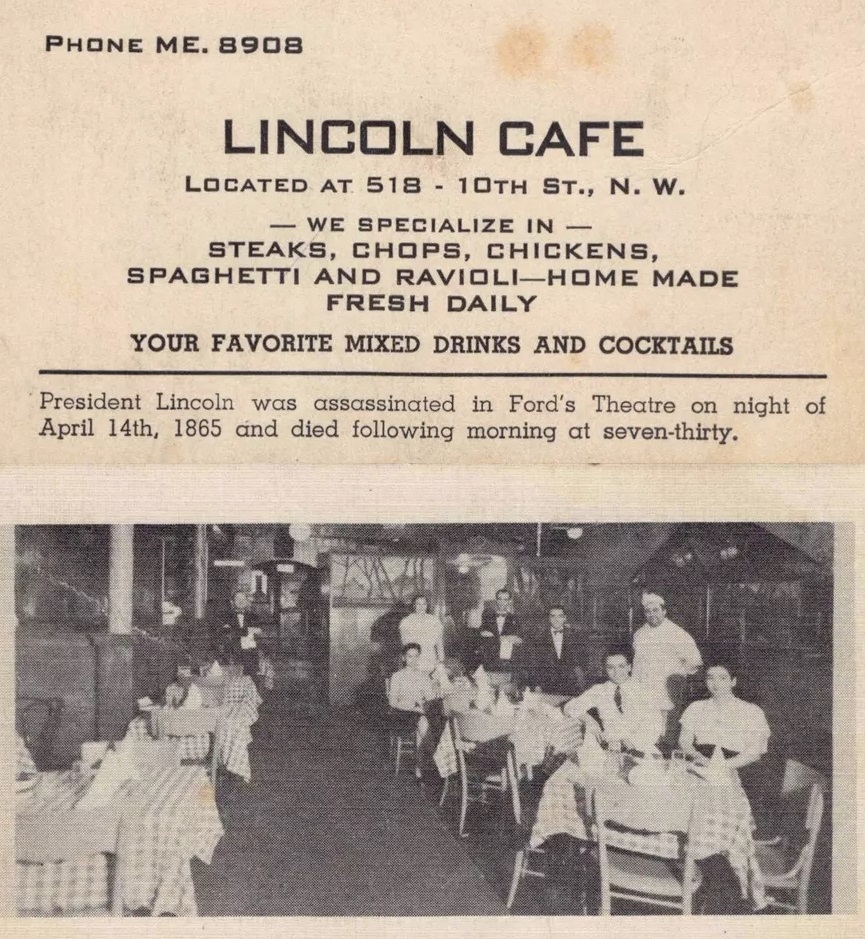 PHONE ME. 8908
LINCOLN CAFE
LOCATED AT 518 - 10TH ST., N. W.
— WE SPECIALIZE IN —
STEAKS, CHOPS, CHICKENS,
SPAGHETTI AND RAVIOLI—HOME MADE
FRESH DAILY
YOUR FAVORITE MIXED DRINKS AND COCKTAILS
President Lincoln was assassinated in Ford's Theatre on night of
April 14th, 1865 and died following morning at seven-thirty.